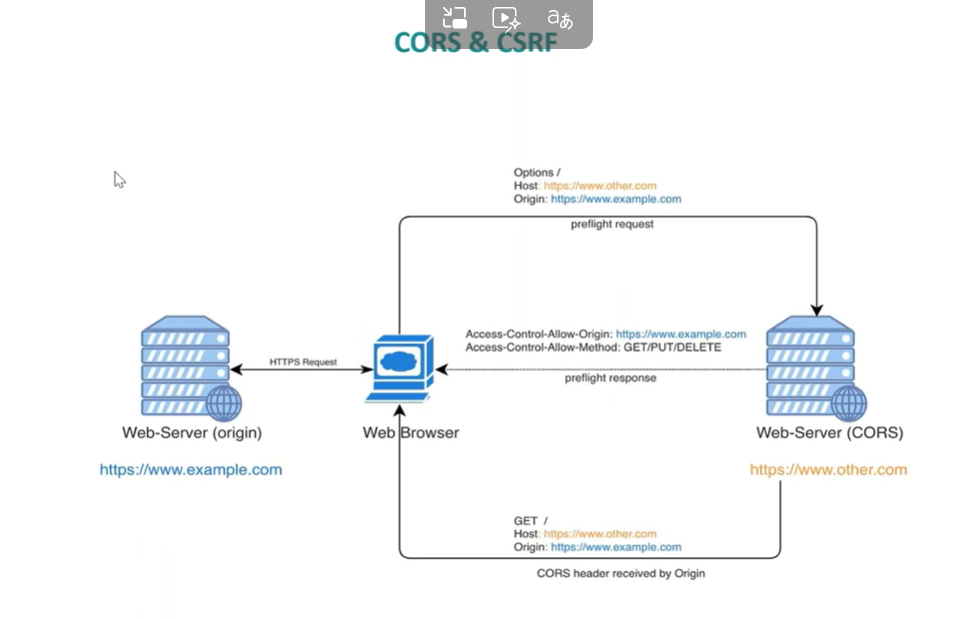 CORS & CSRF
Options /
Host: https://www.other.com
Origin: https://www.example.com
preflight request
Access-Control-Allow-Origin: https://www.example.com
Access-Control-Allow-Method: GET/PUT/DELETE
HTTPS Request
preflight response
Web-Server (origin)
Web Browser
Web-Server (CORS)
https://www.example.com
https://www.other.com
GET /
Host: https://www.other.com
Origin: https://www.example.com
CORS header received by Origin